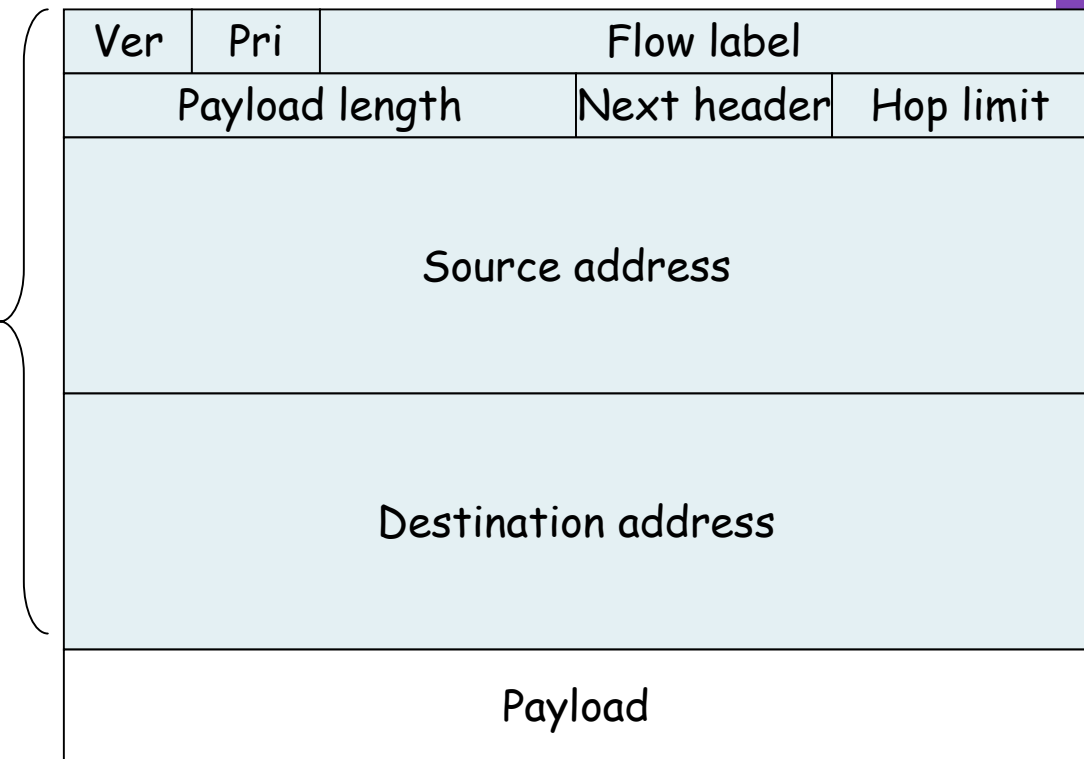 Ver Pri Flow label
Payload length Next header Hop limit
Source address
Destination address
Payload